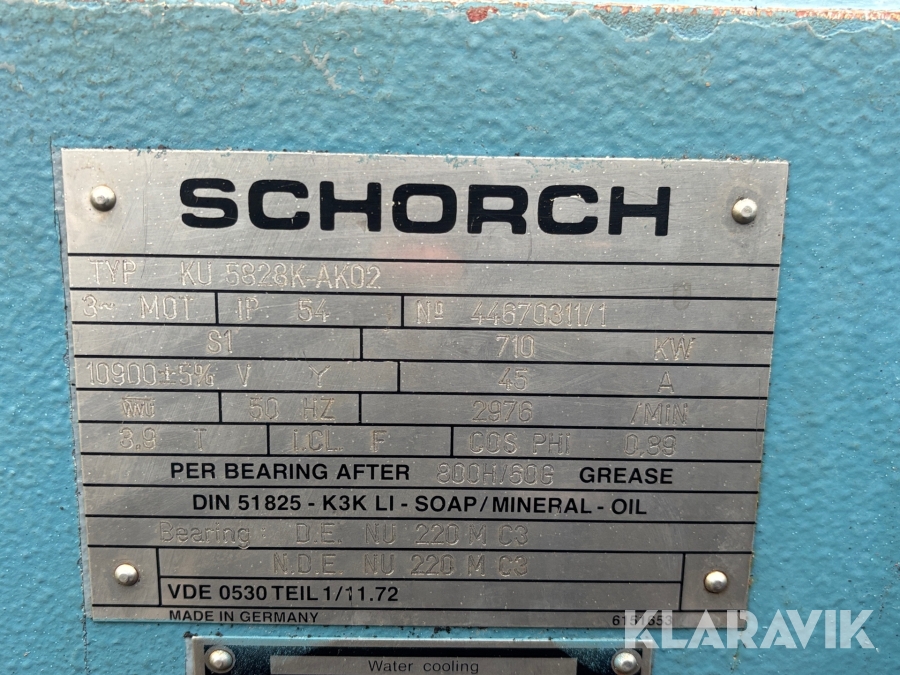 SCHORCH
TYP KU 5828K-AK02
3~ MOT IP 54 Nº 44670311/1
S1 710 KW
10900±5% V Y 45 A
50 HZ 2976 /MIN
3.9 T I.CL. F COS PHI 0,89
PER BEARING AFTER 800H/60G GREASE
DIN 51825 - K3K LI - SOAP / MINERAL - OIL
Bearing: D.E. NU 220 M C3
N.D.E. NU 220 M C3
VDE 0530 TEIL 1/11.72
MADE IN GERMANY
Water cooling
KLARAVIK